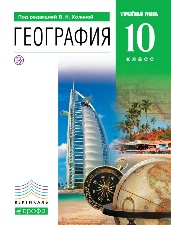 Под редакцией В. Н. Холиной
УГЛУБЛЁННЫЙ УРОВЕНЬ
ГЕОГРАФИЯ
10
класс
ВЕРТИКАЛЬ
дрофа